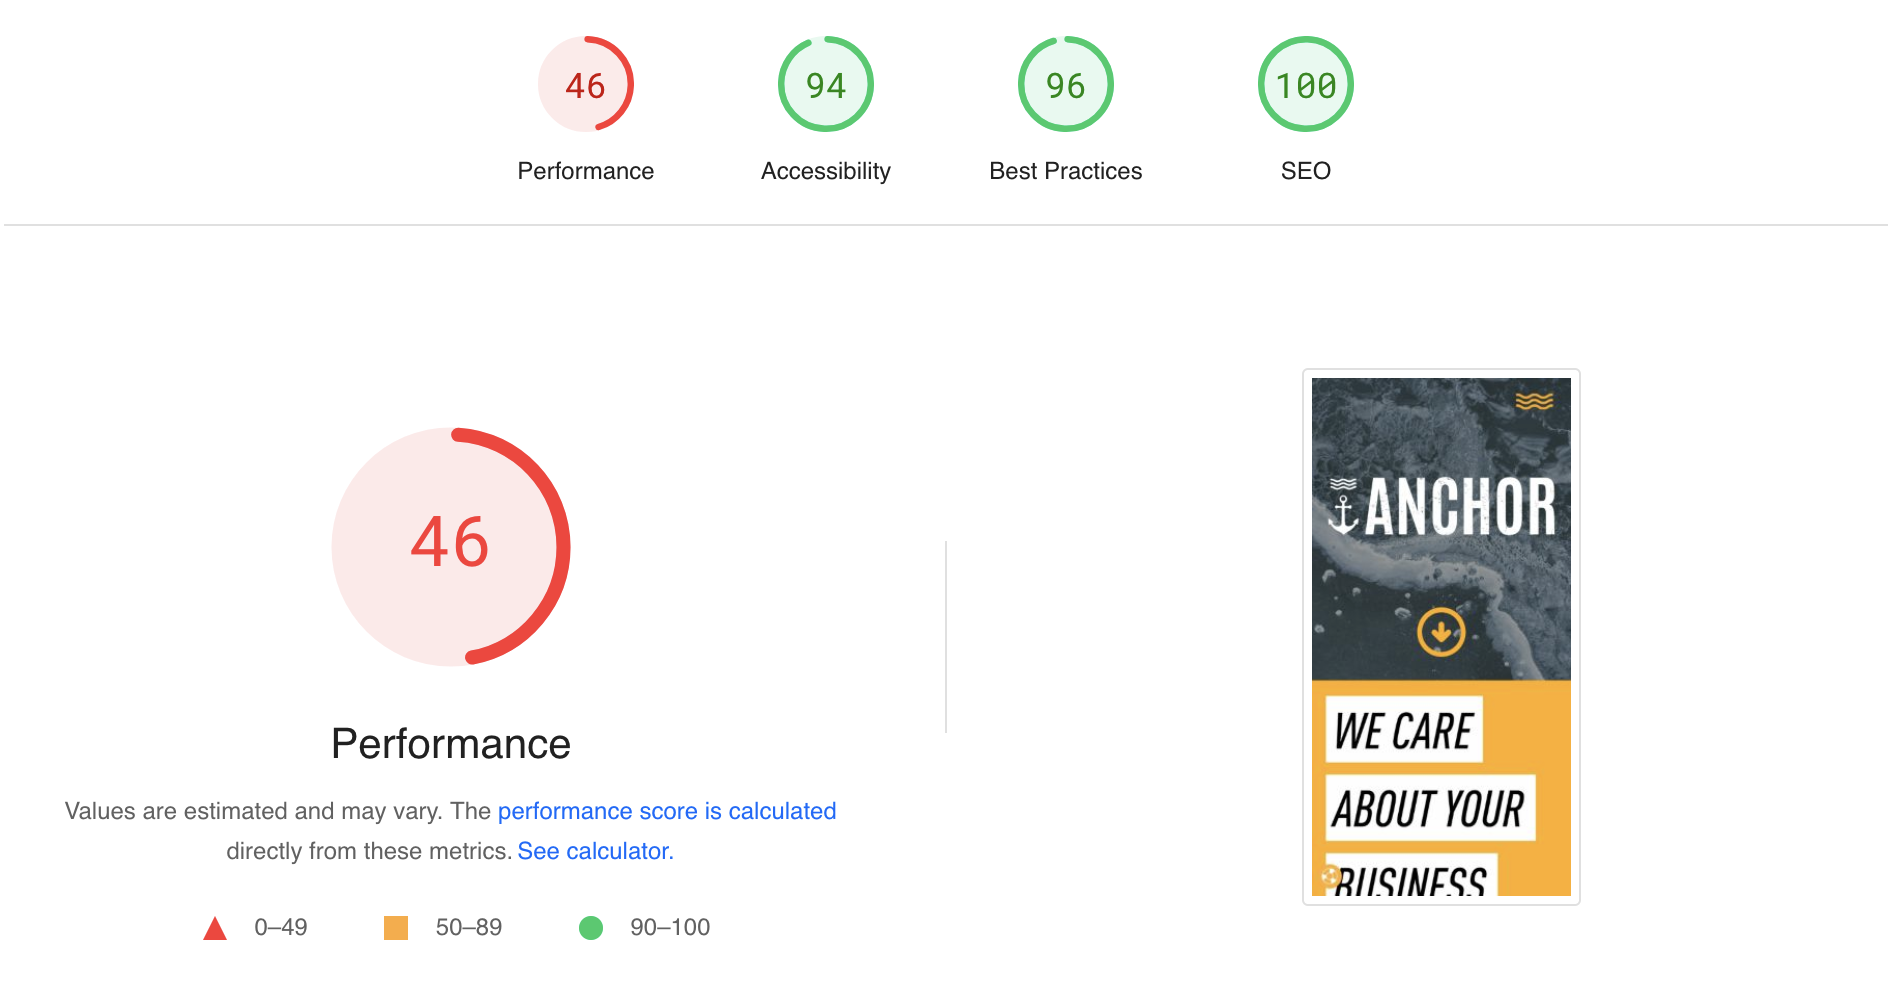 46
94
96
100
Performance
Accessibility
Best Practices
SEO
46
Performance
Values are estimated and may vary. The performance score is calculated
directly from these metrics. See calculator.
0–49
50–89
90–100
ANCHOR
WE CARE
ABOUT YOUR
BUSINESS